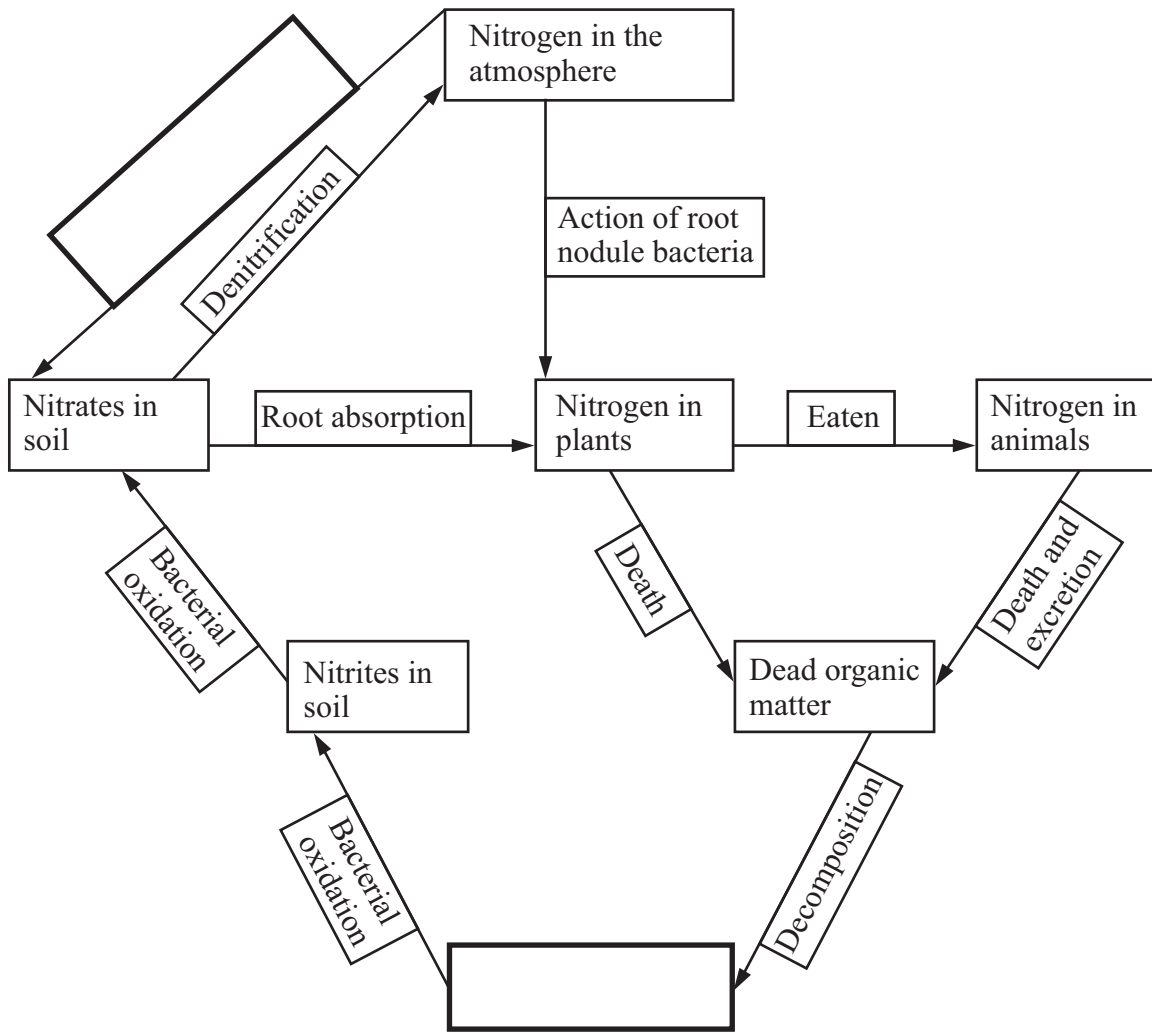 Nitrogen in the
atmosphere
Denitrification
Action of root
nodule bacteria
Nitrates in
soil
Root absorption
Nitrogen in
plants
Eaten
Nitrogen in
animals
Bacterial
oxidation
Death
Death and
excretion
Nitrites in
soil
Dead organic
matter
Bacterial
oxidation
Decomposition